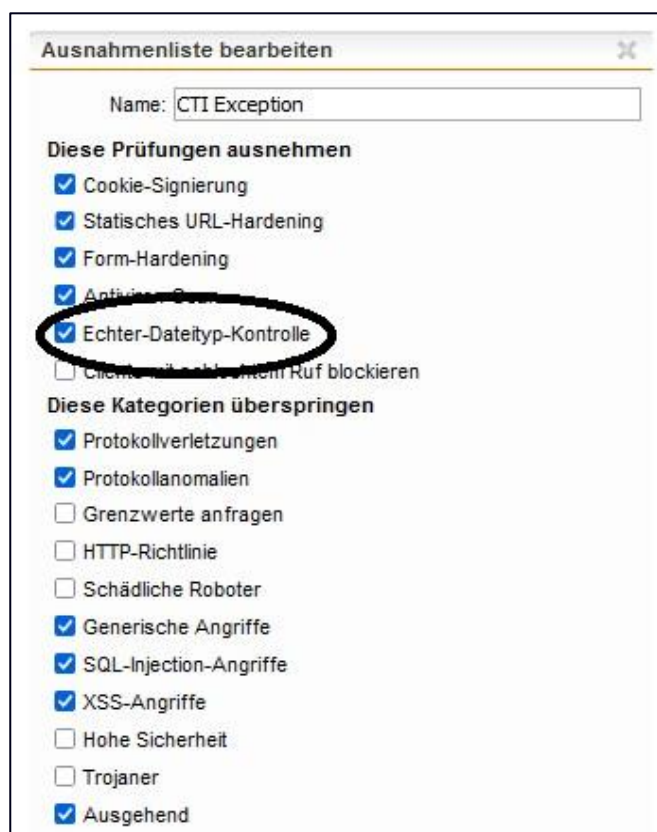 Ausnahmenliste bearbeiten
Name: CTI Exception
Diese Prüfungen ausnehmen
Cookie-Signierung
Statisches URL-Hardening
Form-Hardening
Echter-Dateityp-Kontrolle
Ruf blockieren
Diese Kategorien überspringen
Protokollverletzungen
Protokollanomalien
Grenzwerte anfragen
HTTP-Richtlinie
Schädliche Roboter
Generische Angriffe
SQL-Injection-Angriffe
XSS-Angriffe
Hohe Sicherheit
Trojaner
Ausgehend